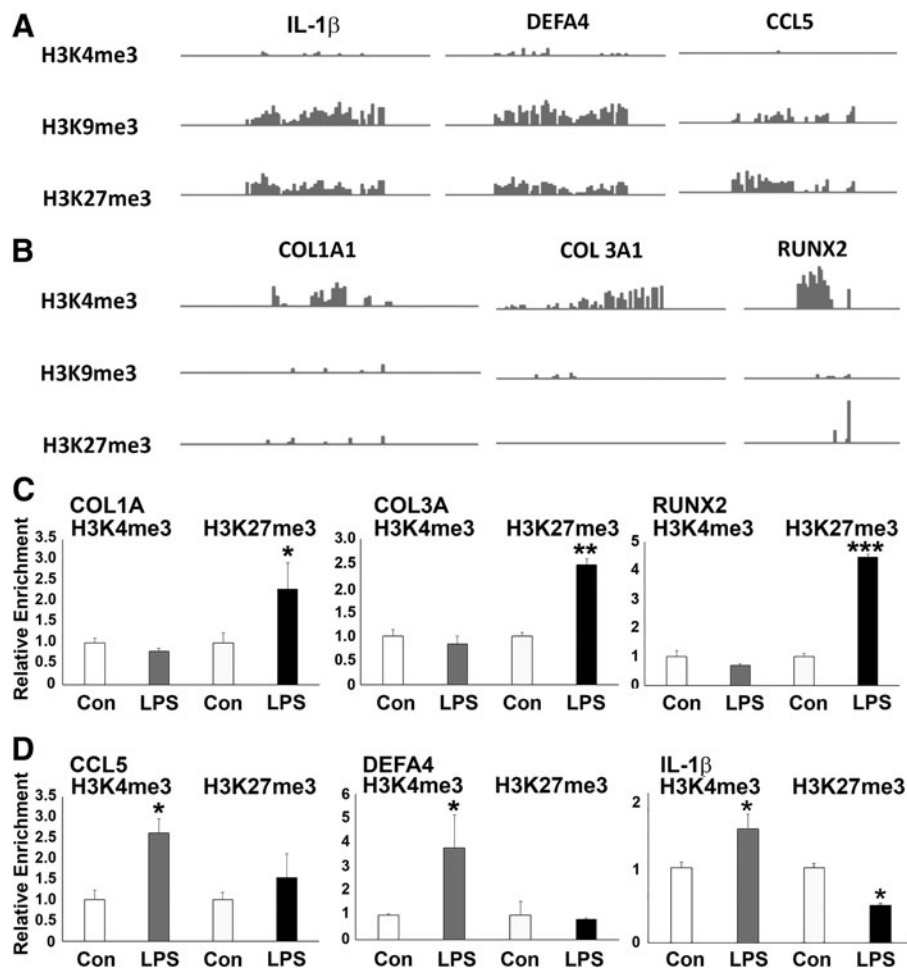 A
IL-1β DEFA4 CCL5
H3K4me3
H3K9me3
H3K27me3
B
COL1A1 COL 3A1 RUNX2
H3K4me3
H3K9me3
H3K27me3
C
COL1A COL3A RUNX2
H3K4me3 H3K27me3 H3K4me3 H3K27me3 H3K4me3 H3K27me3
Relative Enrichment
3.5
3.0
2.5
2.0
1.5
1.0
0.5
0
*
Con LPS Con LPS
3.0
2.5
2.0
1.5
1.0
0.5
0
**
Con LPS Con LPS
5
4
3
2
1
0
***
Con LPS Con LPS
D
CCL5 DEFA4 IL-1β
H3K4me3 H3K27me3 H3K4me3 H3K27me3 H3K4me3 H3K27me3
Relative Enrichment
3.5
3.0
2.5
2.0
1.5
1.0
0.5
0
*
Con LPS Con LPS
6
5
4
3
2
1
0
*
Con LPS Con LPS
2
1
0
* *
Con LPS Con LPS